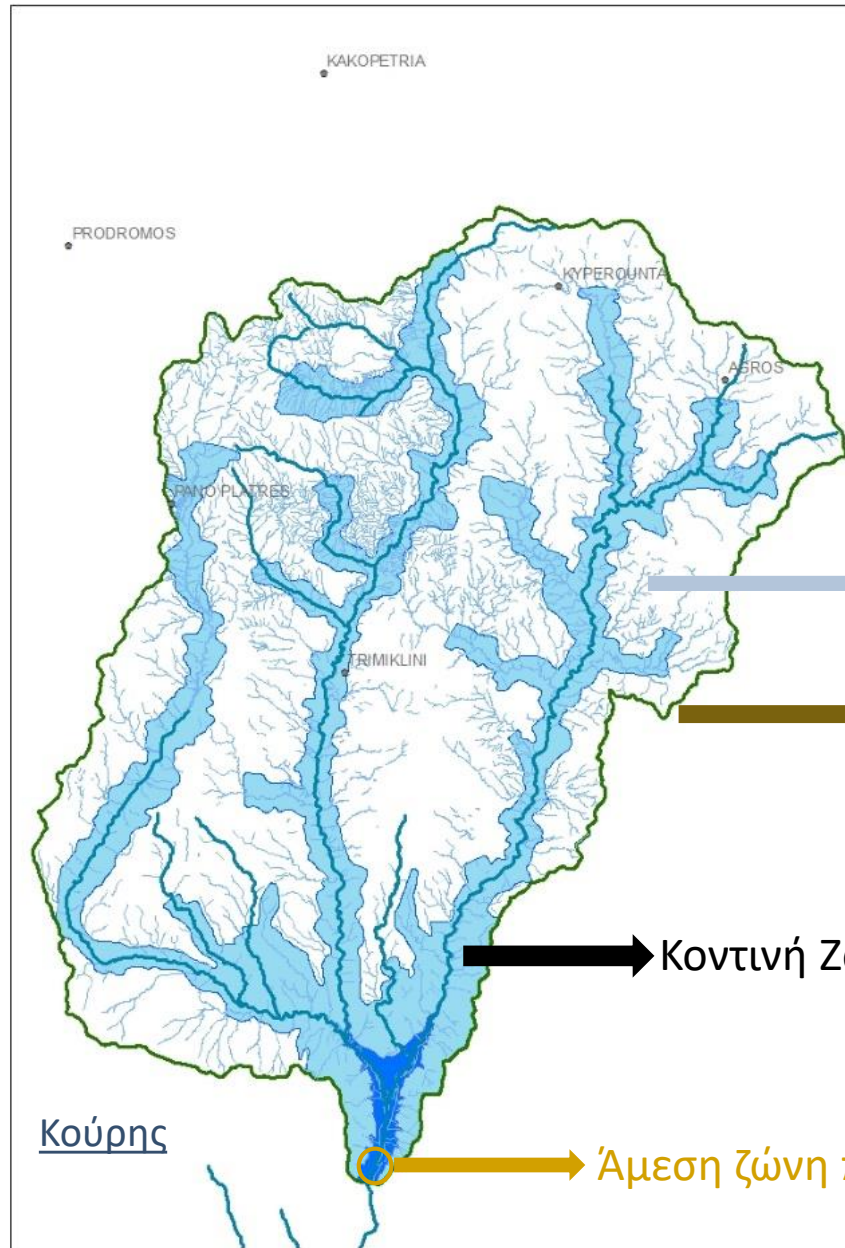 KAKOPETRIA
PRODROMOS
KYPEROUNTA
AGROS
PANO PLATRES
TRIMIKLINI
Κοντινή
Κούρης
Άμεση ζώνη